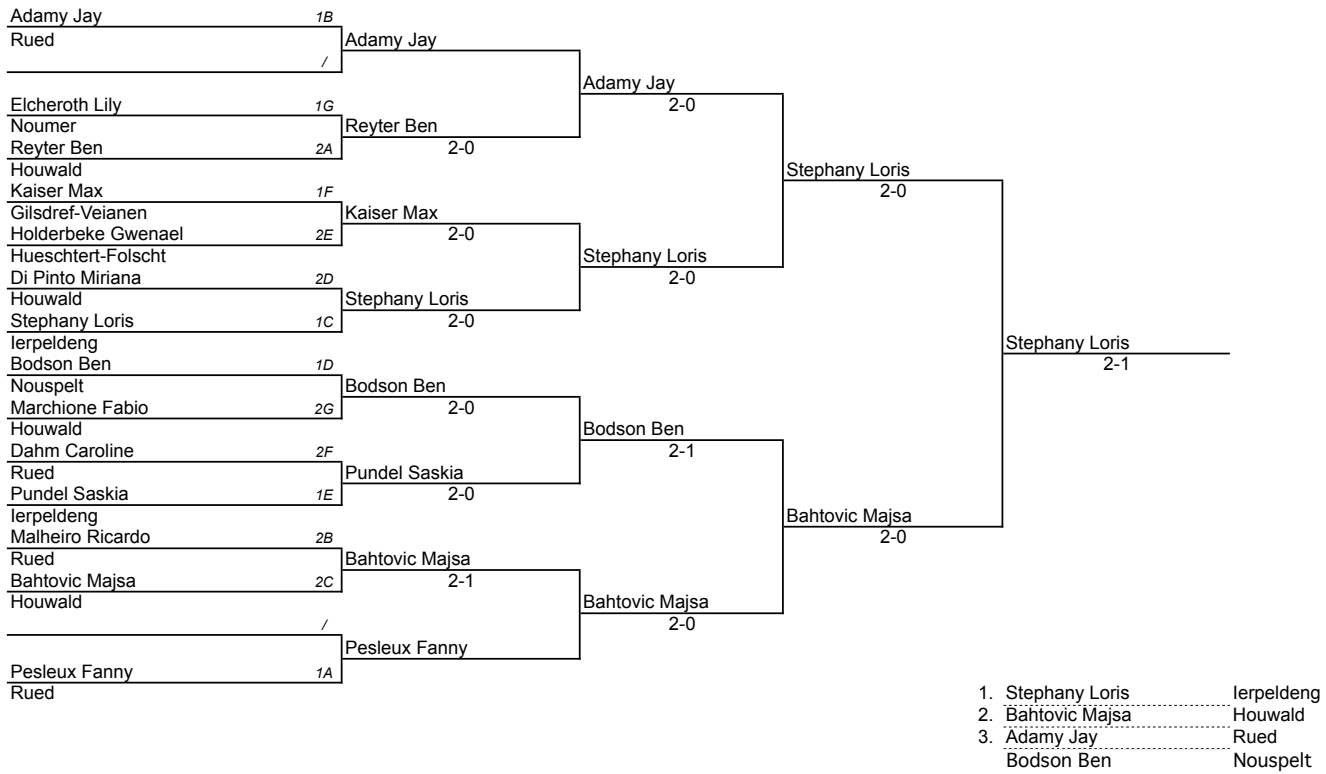 Adamy Jay 1B
Rued
/
Adamy Jay
Adamy Jay
2-0
Elcheroth Lily 1G
Noumer
Reyter Ben 2A
Houwald
Reyter Ben
2-0
Stephany Loris
2-0
Kaiser Max 1F
Gilsdref-Veianen
Holderbeke Gwenael 2E
Hueschtert-Folscht
Kaiser Max
2-0
Stephany Loris
2-0
Di Pinto Miriana 2D
Houwald
Stephany Loris 1C
Ierpeldeng
Stephany Loris
2-0
Stephany Loris
2-1
Bodson Ben 1D
Nouspelt
Marchione Fabio 2G
Houwald
Bodson Ben
2-0
Bodson Ben
2-1
Dahm Caroline 2F
Rued
Pundel Saskia 1E
Ierpeldeng
Pundel Saskia
2-0
Bahtovic Majsa
2-0
Malheiro Ricardo 2B
Rued
Bahtovic Majsa 2C
Houwald
Bahtovic Majsa
2-1
Bahtovic Majsa
2-0
/
Pesleux Fanny
Pesleux Fanny 1A
Rued
1. Stephany Loris Ierpeldeng
2. Bahtovic Majsa Houwald
3. Adamy Jay Rued
Bodson Ben Nouspelt